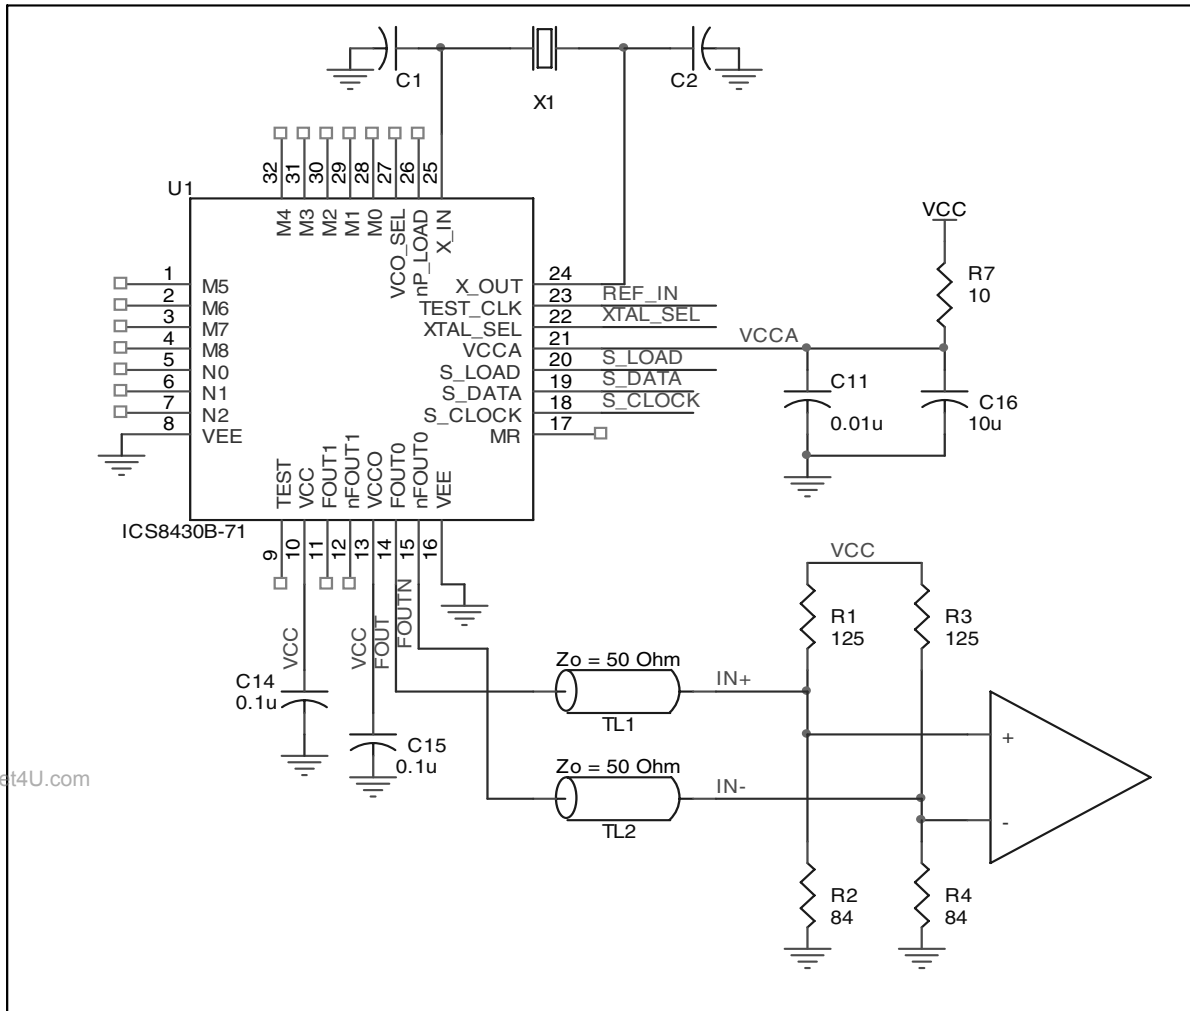 C1
X1
C2
32
31
30
29
28
27
26
25
U1
M4
M3
M2
M1
M0
VCO_SEL
nP_LOAD
X_IN
VCC
R7
10
1
M5
2
M6
3
M7
4
M8
5
N0
6
N1
7
N2
8
VEE
X_OUT
24
TEST_CLK
23
REF_IN
XTAL_SEL
22
XTAL_SEL
VCCA
21
VCCA
S_LOAD
20
S_LOAD
S_DATA
19
S_DATA
S_CLOCK
18
S_CLOCK
MR
17
C11
0.01u
C16
10u
TEST
VCC
FOUT1
nFOUT1
VCCO
FOUT0
nFOUT0
VEE
ICS8430B-71
9
10
11
12
13
14
15
16
VCC
VCC
FOUT
FOUTN
VCC
R1
125
R3
125
C14
0.1u
C15
0.1u
Zo = 50 Ohm
TL1
IN+
Zo = 50 Ohm
TL2
IN-
+
-
R2
84
R4
84
et4U.com